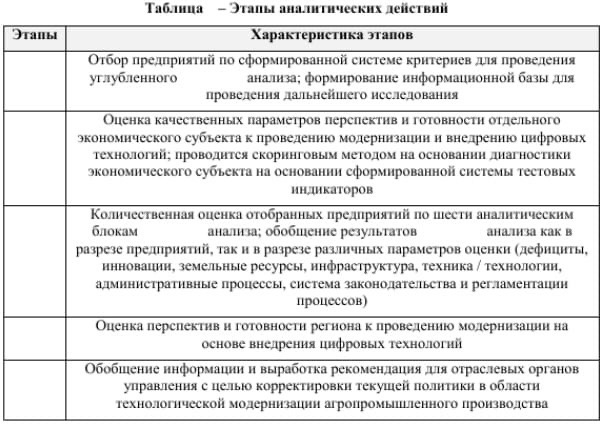 Таблица – Этапы аналитических действий
Этапы Характеристика этапов
Отбор предприятий по сформированной системе критериев для проведения
углубленного анализа; формирование информационной базы для
проведения дальнейшего исследования
Оценка качественных параметров перспектив и готовности отдельного
экономического субъекта к проведению модернизации и внедрению цифровых
технологий; проводится скоринговым методом на основании диагностики
экономического субъекта на основании сформированной системы тестовых
индикаторов
Количественная оценка отобранных предприятий по шести аналитическим
блокам анализа; обобщение результатов анализа как в
разрезе предприятий, так и в разрезе различных параметров оценки (дефициты,
инновации, земельные ресурсы, инфраструктура, техника / технологии,
административные процессы, система законодательства и регламентации
процессов)
Оценка перспектив и готовности региона к проведению модернизации на
основе внедрения цифровых технологий
Обобщение информации и выработка рекомендация для отраслевых органов
управления с целью корректировки текущей политики в области
технологической модернизации агропромышленного производства